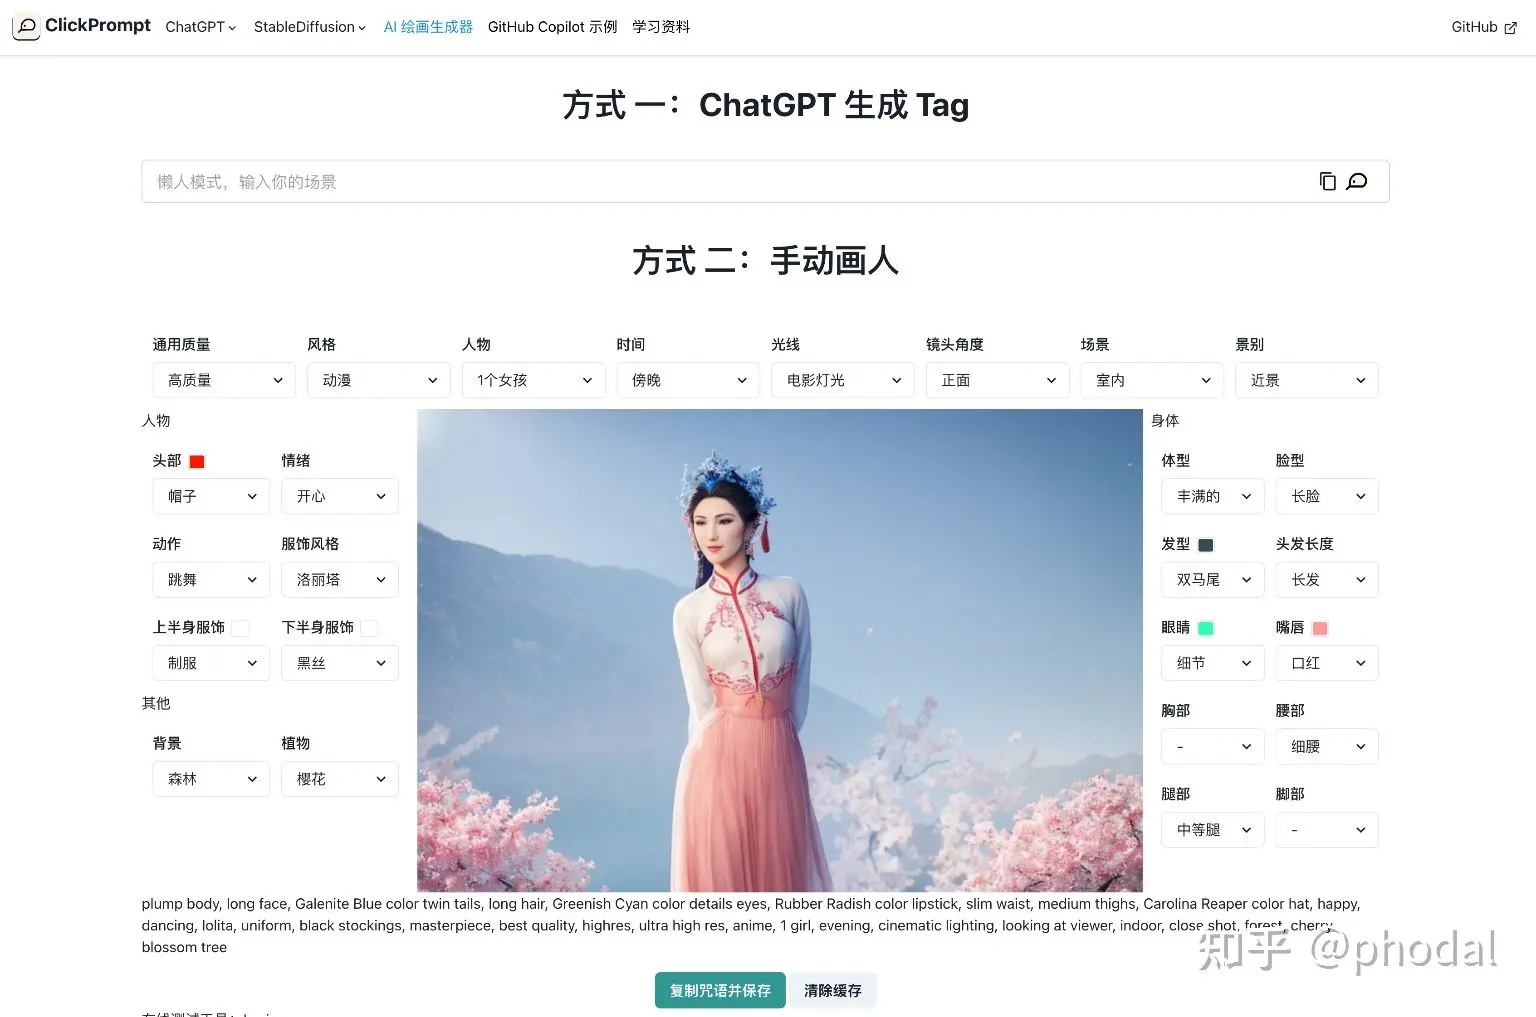 ClickPrompt ChatGPT StableDiffusion AI 绘画生成器 GitHub Copilot 示例 学习资料 GitHub
方式 一：ChatGPT 生成 Tag
懒人模式，输入你的场景
方式 二：手动画人
通用质量 风格 人物 时间 光线 镜头角度 场景 景别
高质量 动漫 1个女孩 傍晚 电影灯光 正面 室内 近景
人物 身体
头部 情绪 体型 脸型
帽子 开心 丰满的 长脸
动作 服饰风格 发型 头发长度
跳舞 洛丽塔 双马尾 长发
上半身服饰 下半身服饰 眼睛 嘴唇
制服 黑丝 细节 口红
其他 胸部 腰部
背景 植物 - 细腰
森林 樱花 腿部 脚部
中等腿 -
plump body, long face, Galenite Blue color twin tails, long hair, Greenish Cyan color details eyes, Rubber Radish color lipstick, slim waist, medium thighs, Carolina Reaper color hat, happy,
dancing, lolita, uniform, black stockings, masterpiece, best quality, highres, ultra high res, anime, 1 girl, evening, cinematic lighting, looking at viewer, indoor, close shot, forest, cherry
blossom tree
知乎 @phodal
复制咒语并保存 清除缓存